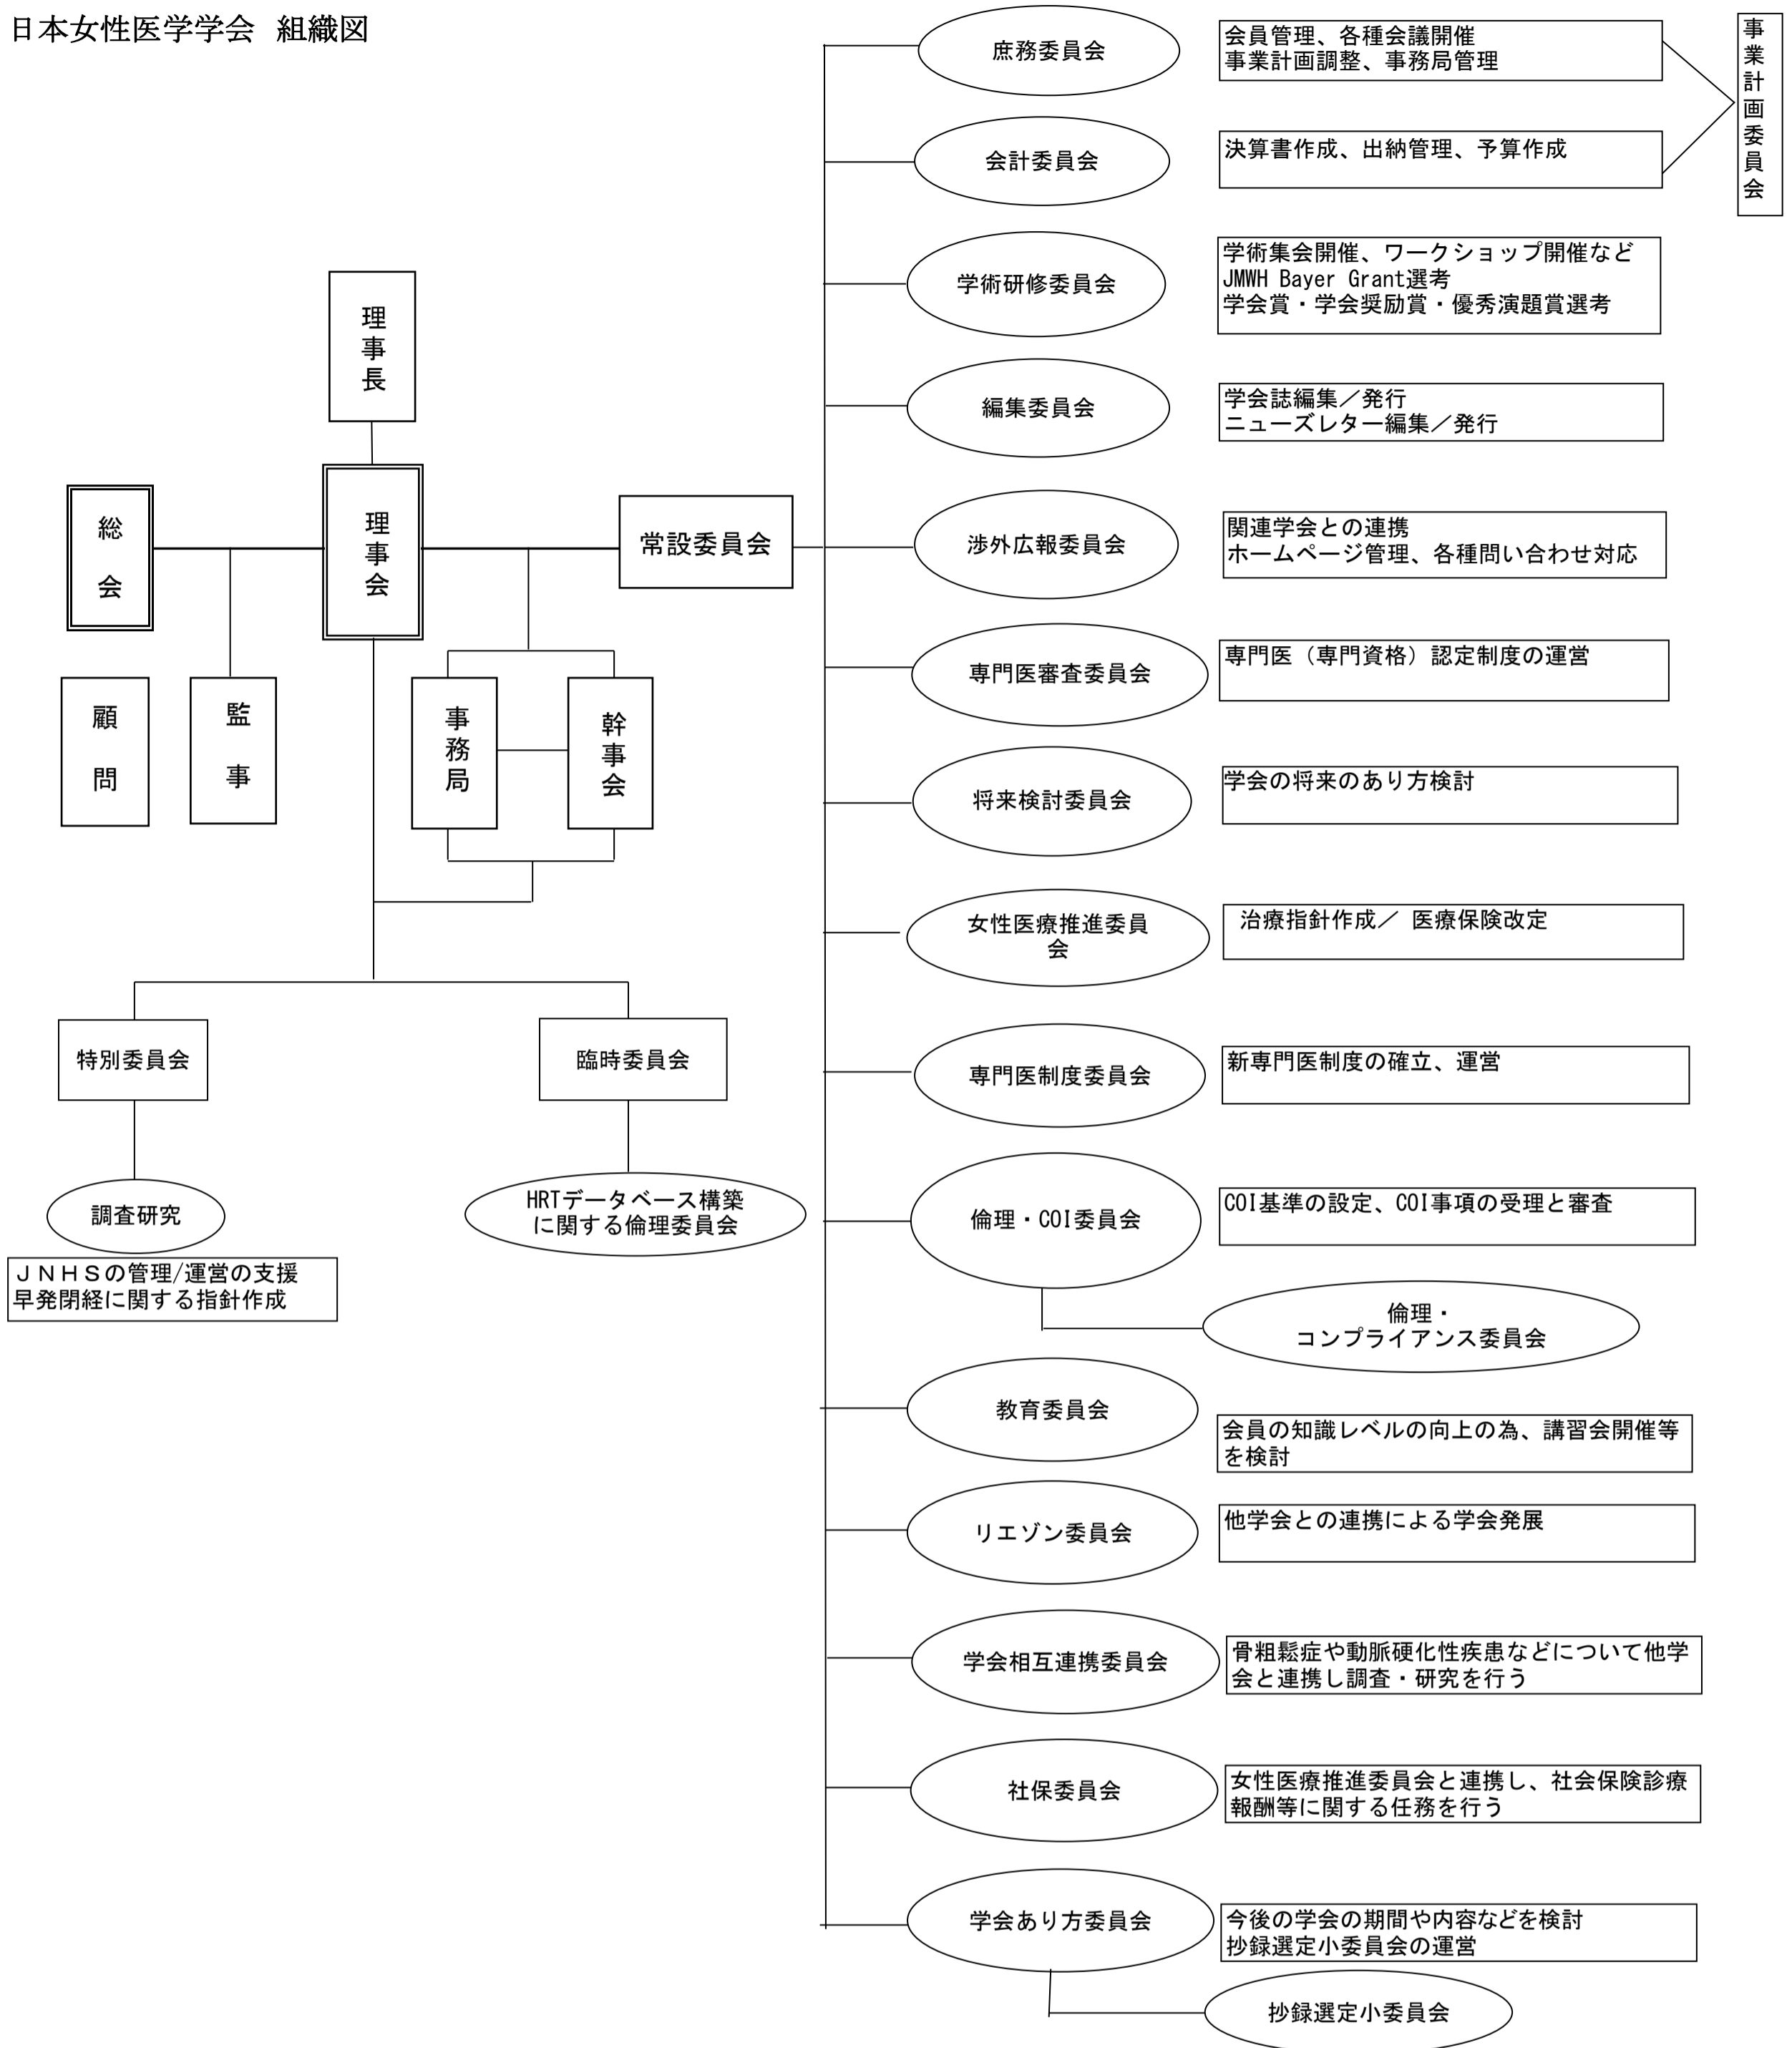 日本女性医学学会　組織図
理事長
総会
理事会
常設委員会
顧問
監事
事務局
幹事会
特別委員会
臨時委員会
調査研究
HRTデータベース構築
に関する倫理委員会
ＪＮＨＳの管理/運営の支援
早発閉経に関する指針作成
庶務委員会
会員管理、各種会議開催
事業計画調整、事務局管理
事業計画委員会
会計委員会
決算書作成、出納管理、予算作成
学術研修委員会
学術集会開催、ワークショップ開催など
JMWH Bayer Grant選考
学会賞・学会奨励賞・優秀演題賞選考
編集委員会
学会誌編集／発行
ニューズレター編集／発行
渉外広報委員会
関連学会との連携
ホームページ管理、各種問い合わせ対応
専門医審査委員会
専門医（専門資格）認定制度の運営
将来検討委員会
学会の将来のあり方検討
女性医療推進委員
会
治療指針作成／ 医療保険改定
専門医制度委員会
新専門医制度の確立、運営
倫理・COI委員会
COI基準の設定、COI事項の受理と審査
倫理・
コンプライアンス委員会
教育委員会
会員の知識レベルの向上の為、講習会開催等
を検討
リエゾン委員会
他学会との連携による学会発展
学会相互連携委員会
骨粗鬆症や動脈硬化性疾患などについて他学
会と連携し調査・研究を行う
社保委員会
女性医療推進委員会と連携し、社会保険診療
報酬等に関する任務を行う
学会あり方委員会
今後の学会の期間や内容などを検討
抄録選定小委員会の運営
抄録選定小委員会